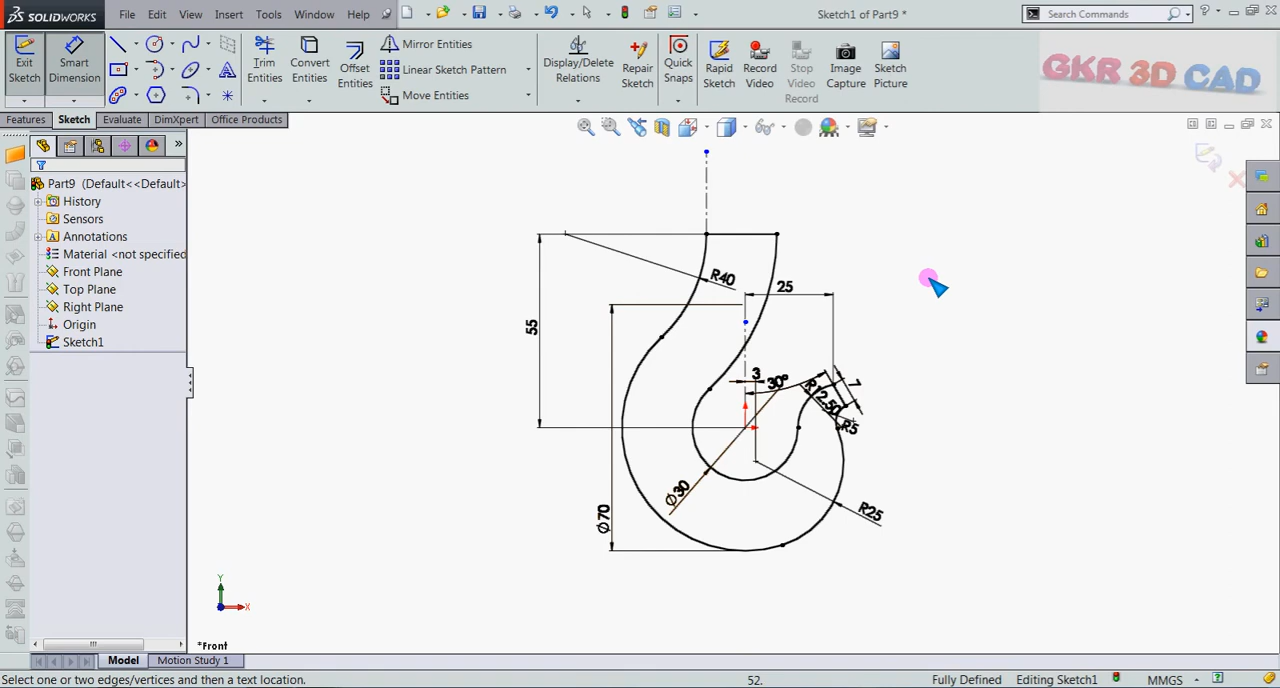 SOLIDWORKS
File Edit View Insert Tools Window Help
Sketch1 of Part9 *
Search Commands
Exit Sketch
Smart Dimension
Trim Entities
Convert Entities
Offset Entities
Mirror Entities
Linear Sketch Pattern
Move Entities
Display/Delete Relations
Repair Sketch
Quick Snaps
Rapid Sketch
Record Video
Stop Video Record
Image Capture
Sketch Picture
GKR 3D CAD
Features Sketch Evaluate DimXpert Office Products
Part9 (Default<<Default>
History
Sensors
Annotations
Material <not specified
Front Plane
Top Plane
Right Plane
Origin
Sketch1
R40
25
55
3
30°
7
R12.50
R5
Ø30
Ø70
R25
Y
X
*Front
Model Motion Study 1
Select one or two edges/vertices and then a text location.
52.
Fully Defined
Editing Sketch1
MMGS